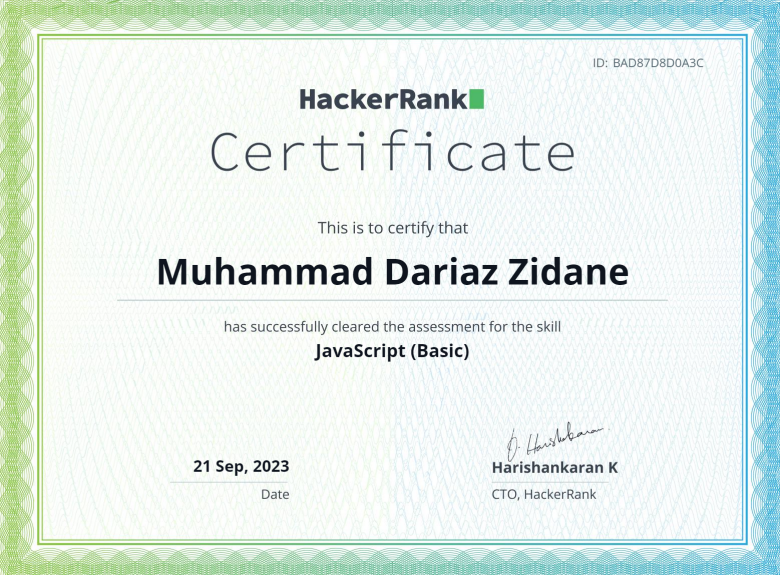 ID: BAD87D8D0A3C
HackerRank
Certificate
This is to certify that
Muhammad Dariaz Zidane
has successfully cleared the assessment for the skill
JavaScript (Basic)
21 Sep, 2023
Date
Harishankaran K
CTO, HackerRank